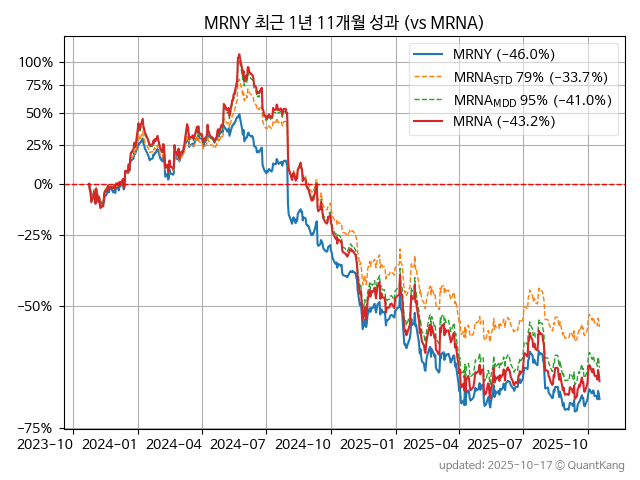 MRNY 최근 1년 11개월 성과 (vs MRNA)
MRNY (−46.0%)
MRNA_STD 79% (−33.7%)
MRNA_MDD 95% (−41.0%)
MRNA (−43.2%)
100%
75%
50%
25%
0%
−25%
−50%
−75%
2023-10 2024-01 2024-04 2024-07 2024-10 2025-01 2025-04 2025-07 2025-10
updated: 2025-10-17 © QuantKang